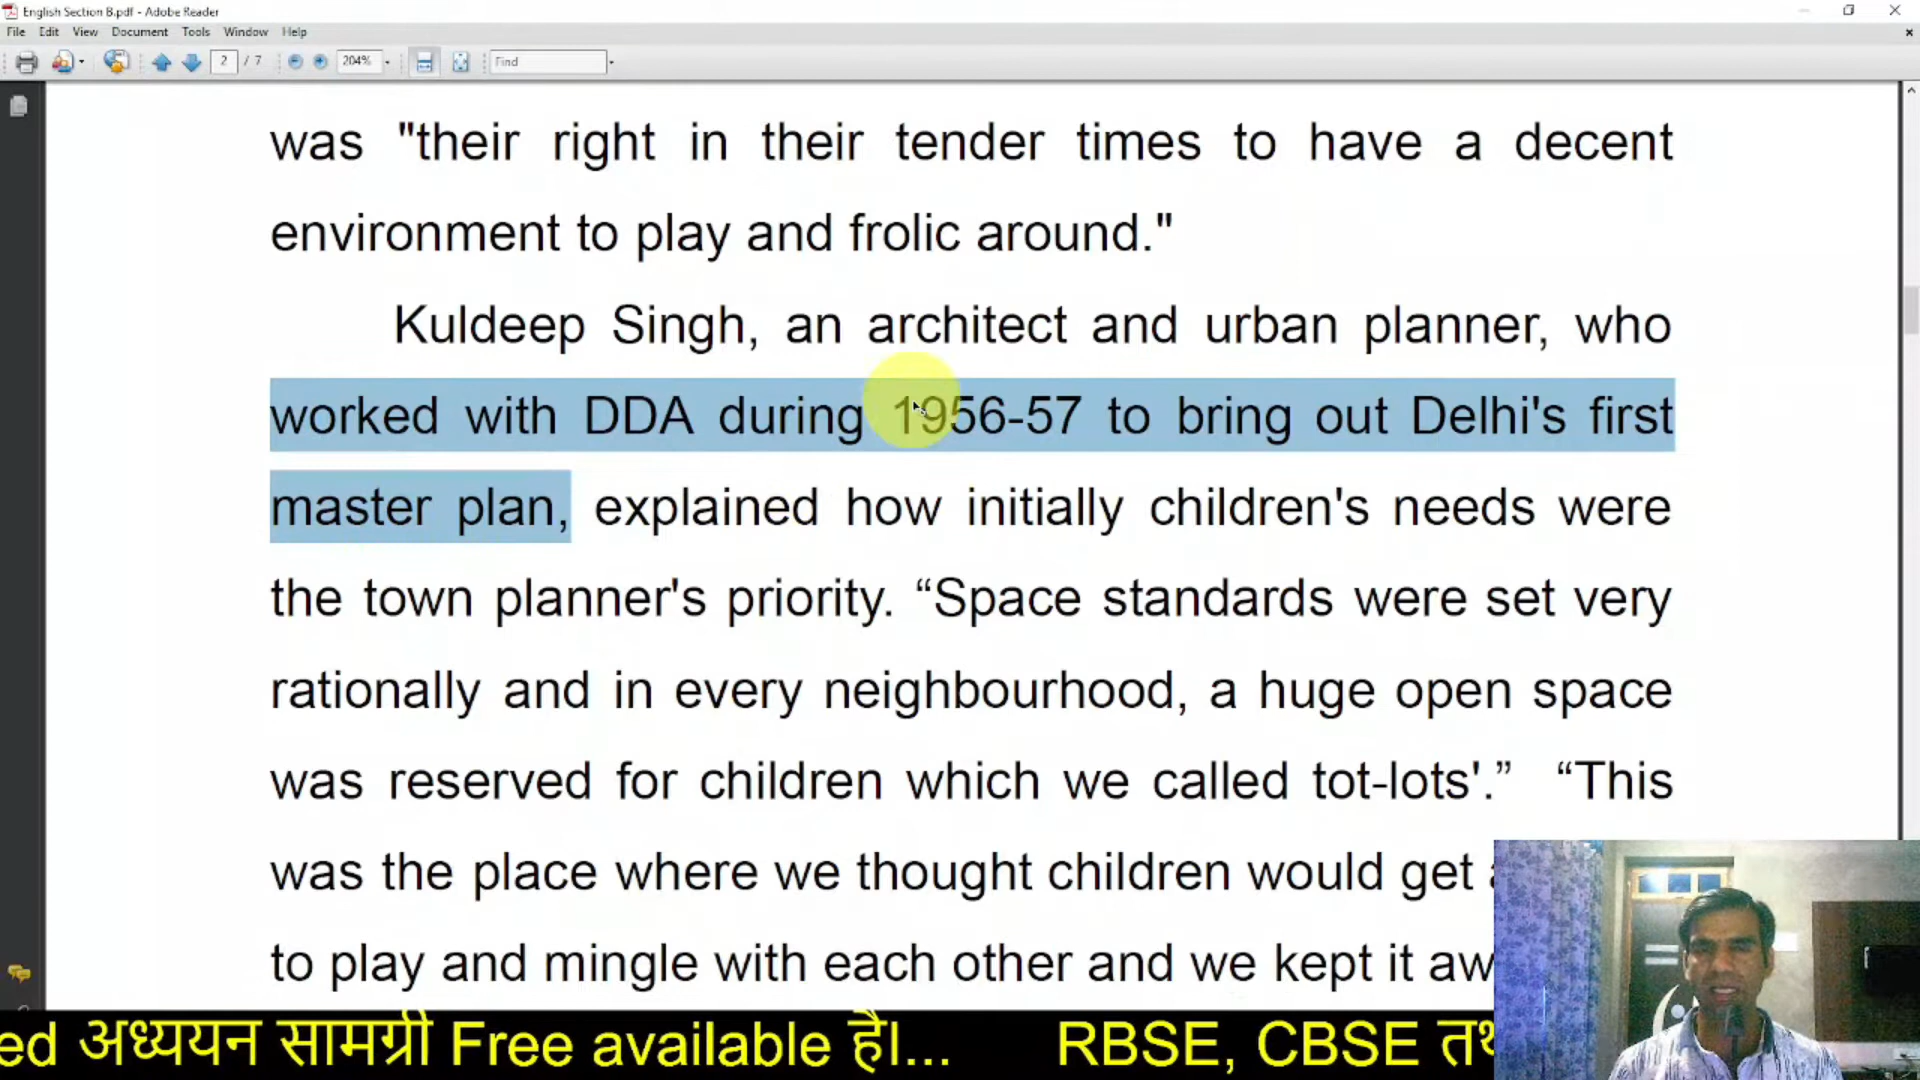 English Section B.pdf - Adobe Reader
File Edit View Document Tools Window Help
2 / 7 204% Find
was "their right in their tender times to have a decent
environment to play and frolic around."
Kuldeep Singh, an architect and urban planner, who
worked with DDA during 1956-57 to bring out Delhi's first
master plan, explained how initially children's needs were
the town planner's priority. “Space standards were set very
rationally and in every neighbourhood, a huge open space
was reserved for children which we called tot-lots'.” “This
was the place where we thought children would get
to play and mingle with each other and we kept it aw
ed अध्ययन सामग्री Free available है।... RBSE, CBSE तथ